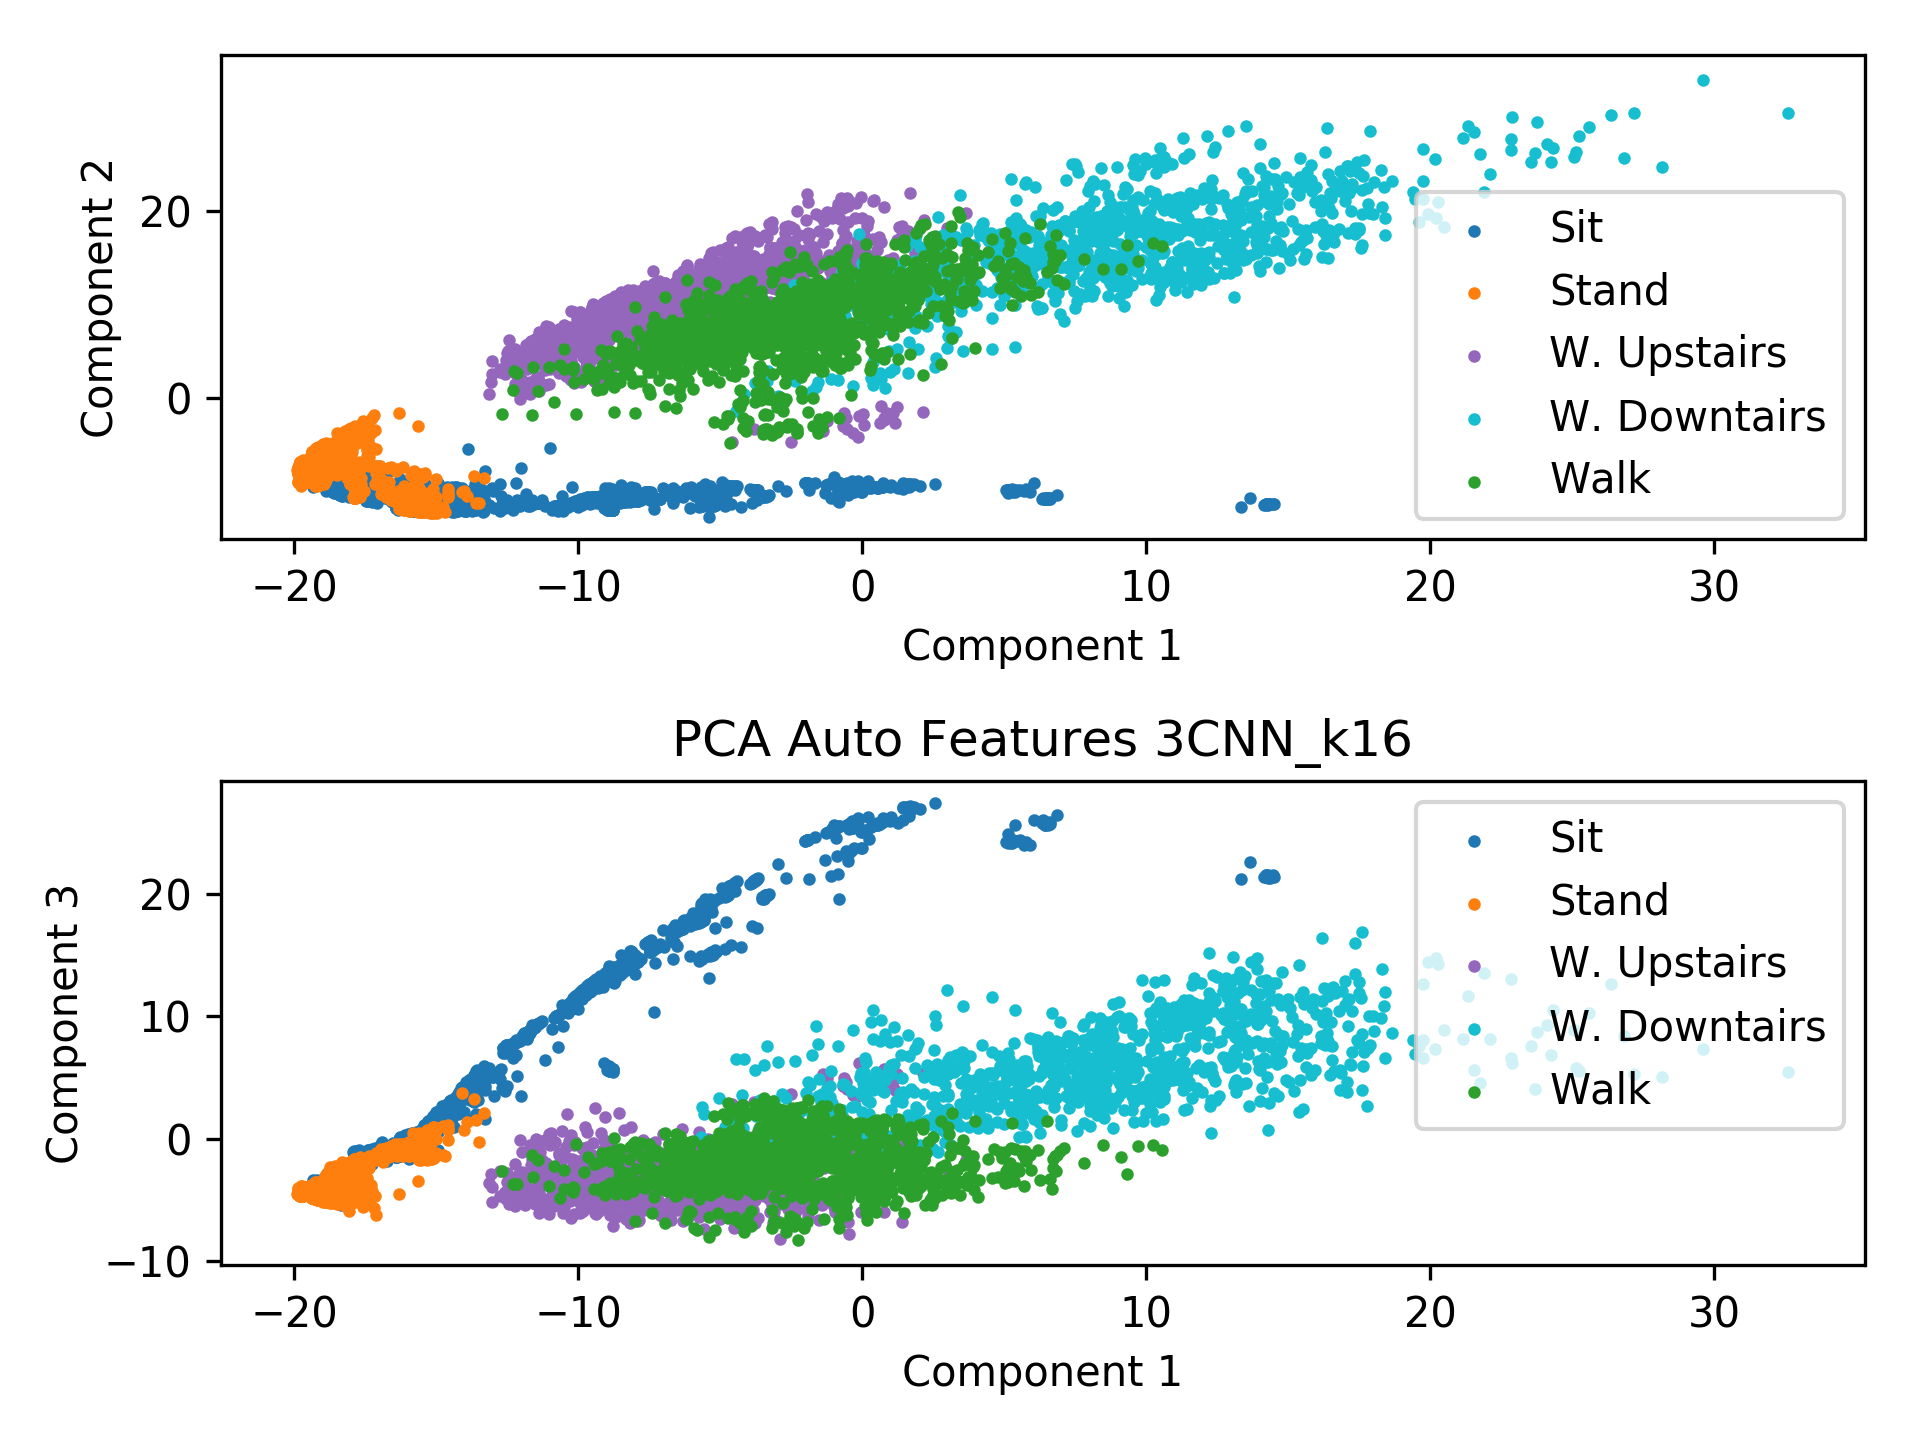 20
0
Component 2
Sit
Stand
W. Upstairs
W. Downtairs
Walk
−20 −10 0 10 20 30
Component 1
PCA Auto Features 3CNN_k16
20
10
0
−10
Component 3
Sit
Stand
W. Upstairs
W. Downtairs
Walk
−20 −10 0 10 20 30
Component 1